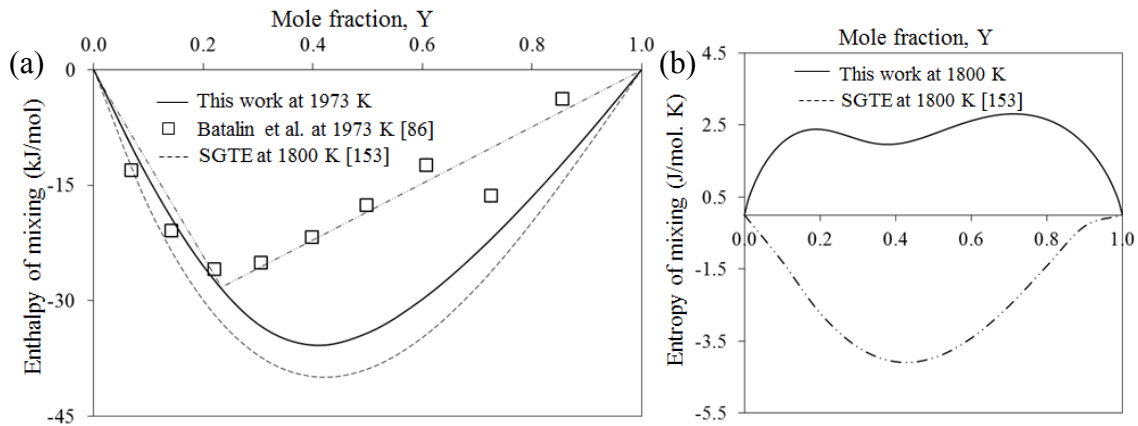 (a)
Mole fraction, Y
0.0 0.2 0.4 0.6 0.8 1.0
Enthalpy of mixing (kJ/mol)
0
-15
-30
-45
This work at 1973 K
Batalin et al. at 1973 K [86]
SGTE at 1800 K [153]
(b)
Mole fraction, Y
Entropy of mixing (J/mol. K)
4.5
2.5
0.5
-1.5
-3.5
-5.5
This work at 1800 K
SGTE at 1800 K [153]
0.0 0.2 0.4 0.6 0.8 1.0